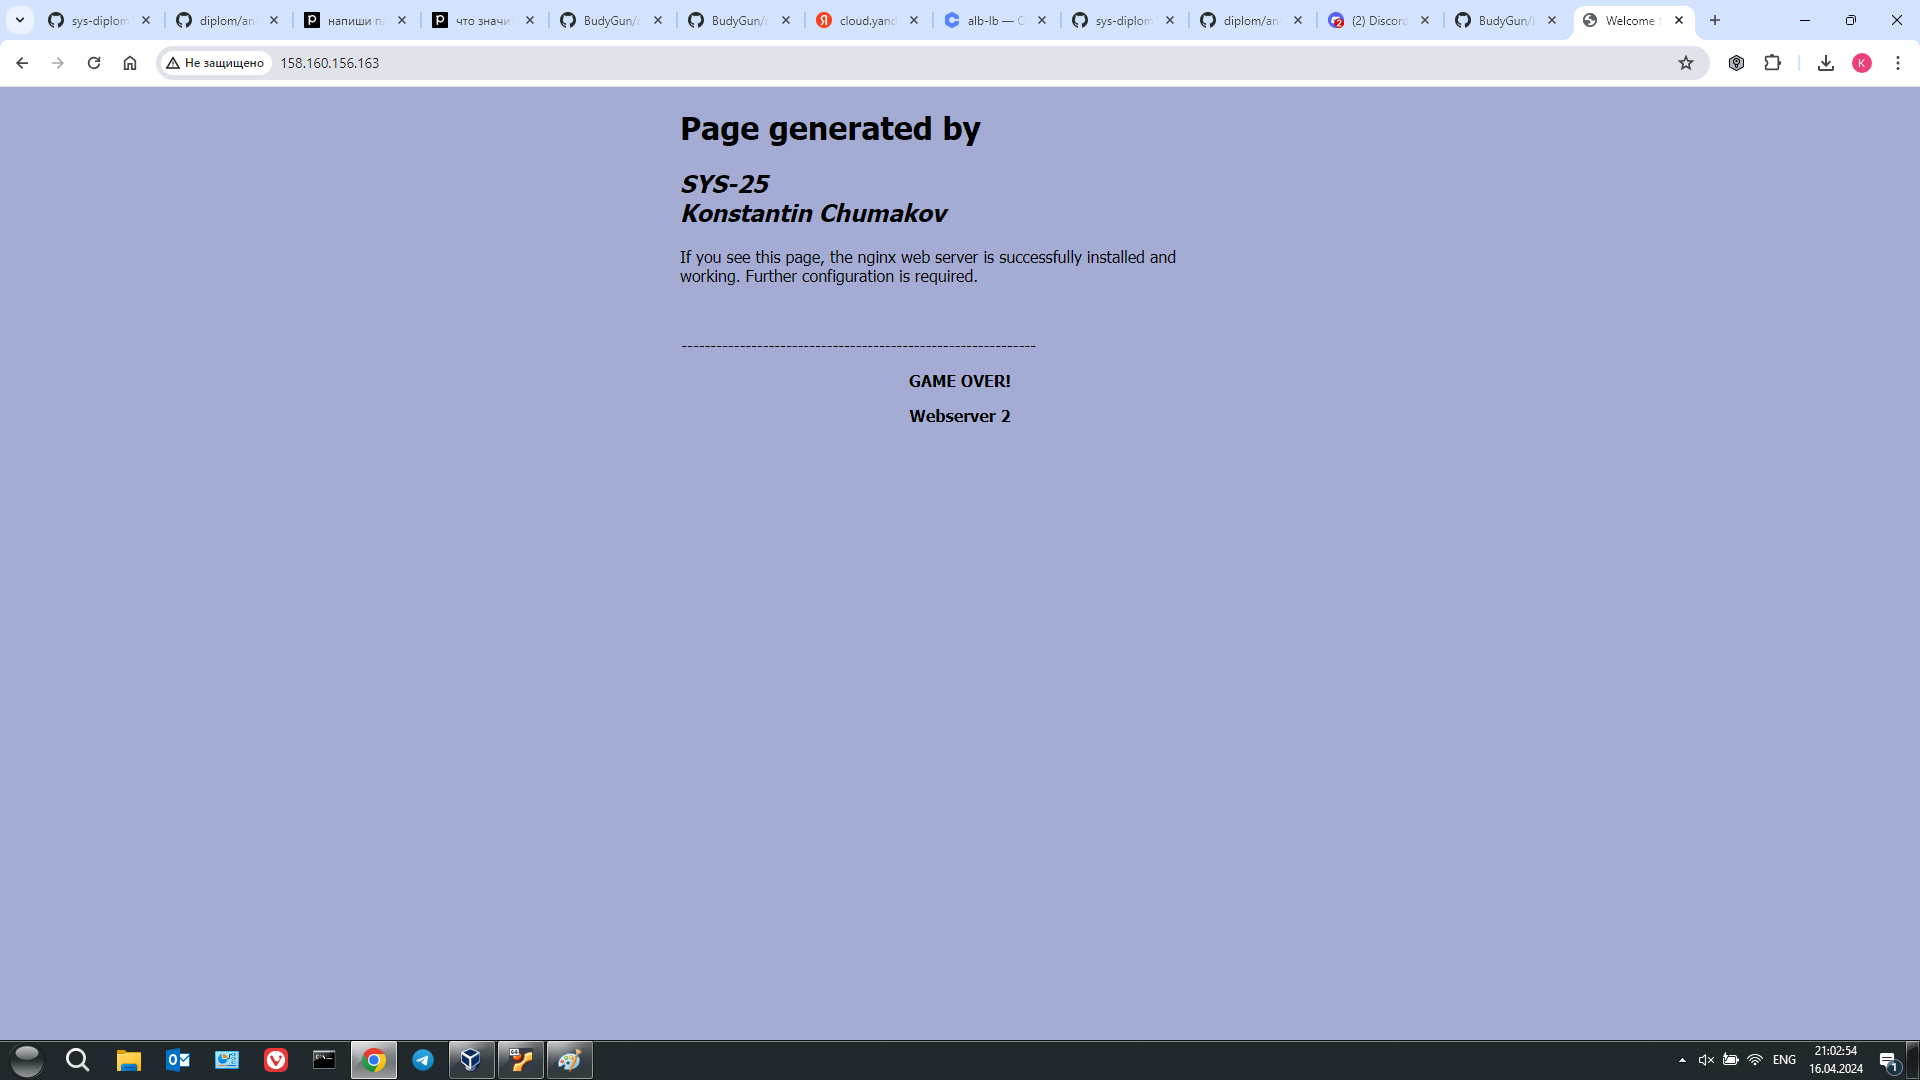 sys-diplom
diplom/an
напиши
что значи
BudyGun/
BudyGun/
cloud.yand
alb-lb —
sys-diplom
diplom/an
(2) Discord
BudyGun/
Welcome
Не защищено
158.160.156.163
K
Page generated by
SYS-25
Konstantin Chumakov
If you see this page, the nginx web server is successfully installed and
working. Further configuration is required.
-------------------------------------------------------------
GAME OVER!
Webserver 2
ENG
21:02:54
16.04.2024
1